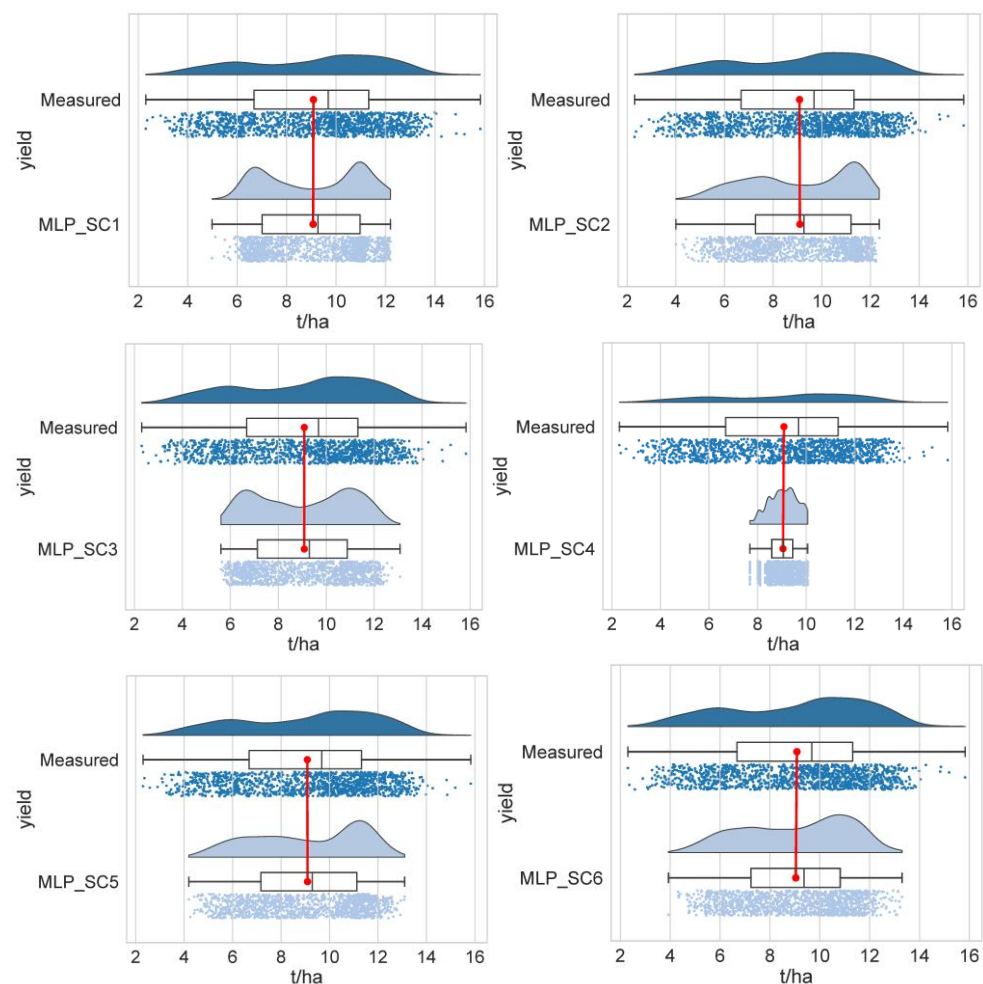 Measured
yield
MLP_SC1
2 4 6 8 10 12 14 16
t/ha
Measured
yield
MLP_SC2
2 4 6 8 10 12 14 16
t/ha
Measured
yield
MLP_SC3
2 4 6 8 10 12 14 16
t/ha
Measured
yield
MLP_SC4
2 4 6 8 10 12 14 16
t/ha
Measured
yield
MLP_SC5
2 4 6 8 10 12 14 16
t/ha
Measured
yield
MLP_SC6
2 4 6 8 10 12 14 16
t/ha